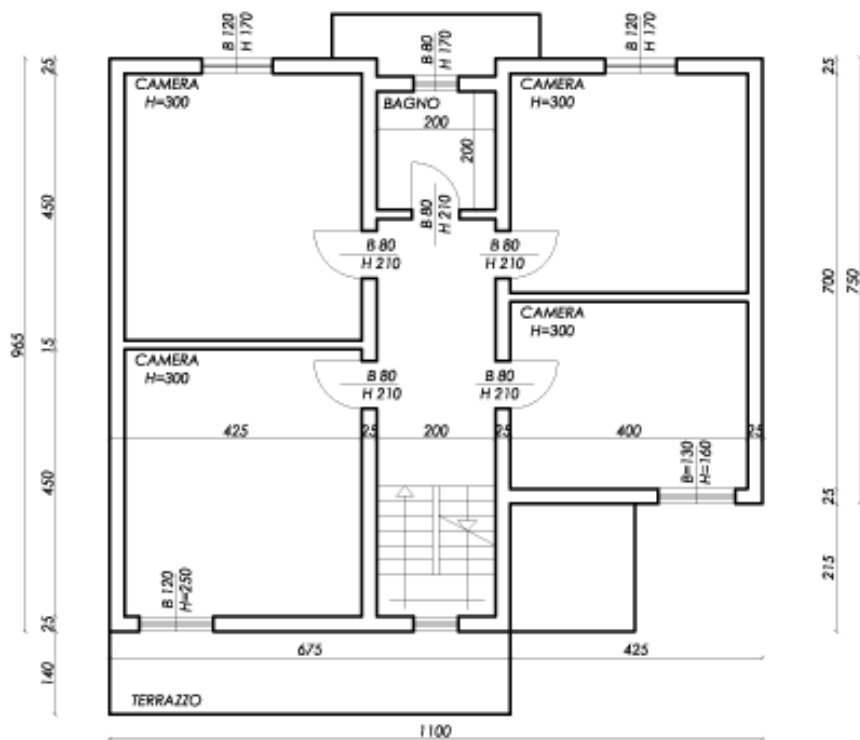 B 120
H 170
B 80
H 170
B 120
H 170
25
25
CAMERA
H=300
BAGNO
CAMERA
H=300
200
200
450
B 80
H 210
B 80
H 210
B 80
H 210
700
750
965
15
CAMERA
H=300
CAMERA
H=300
B 80
H 210
B 80
H 210
425
25
200
25
400
25
B=130
H=160
450
25
215
B 120
H=250
25
675
425
140
TERRAZZO
1100